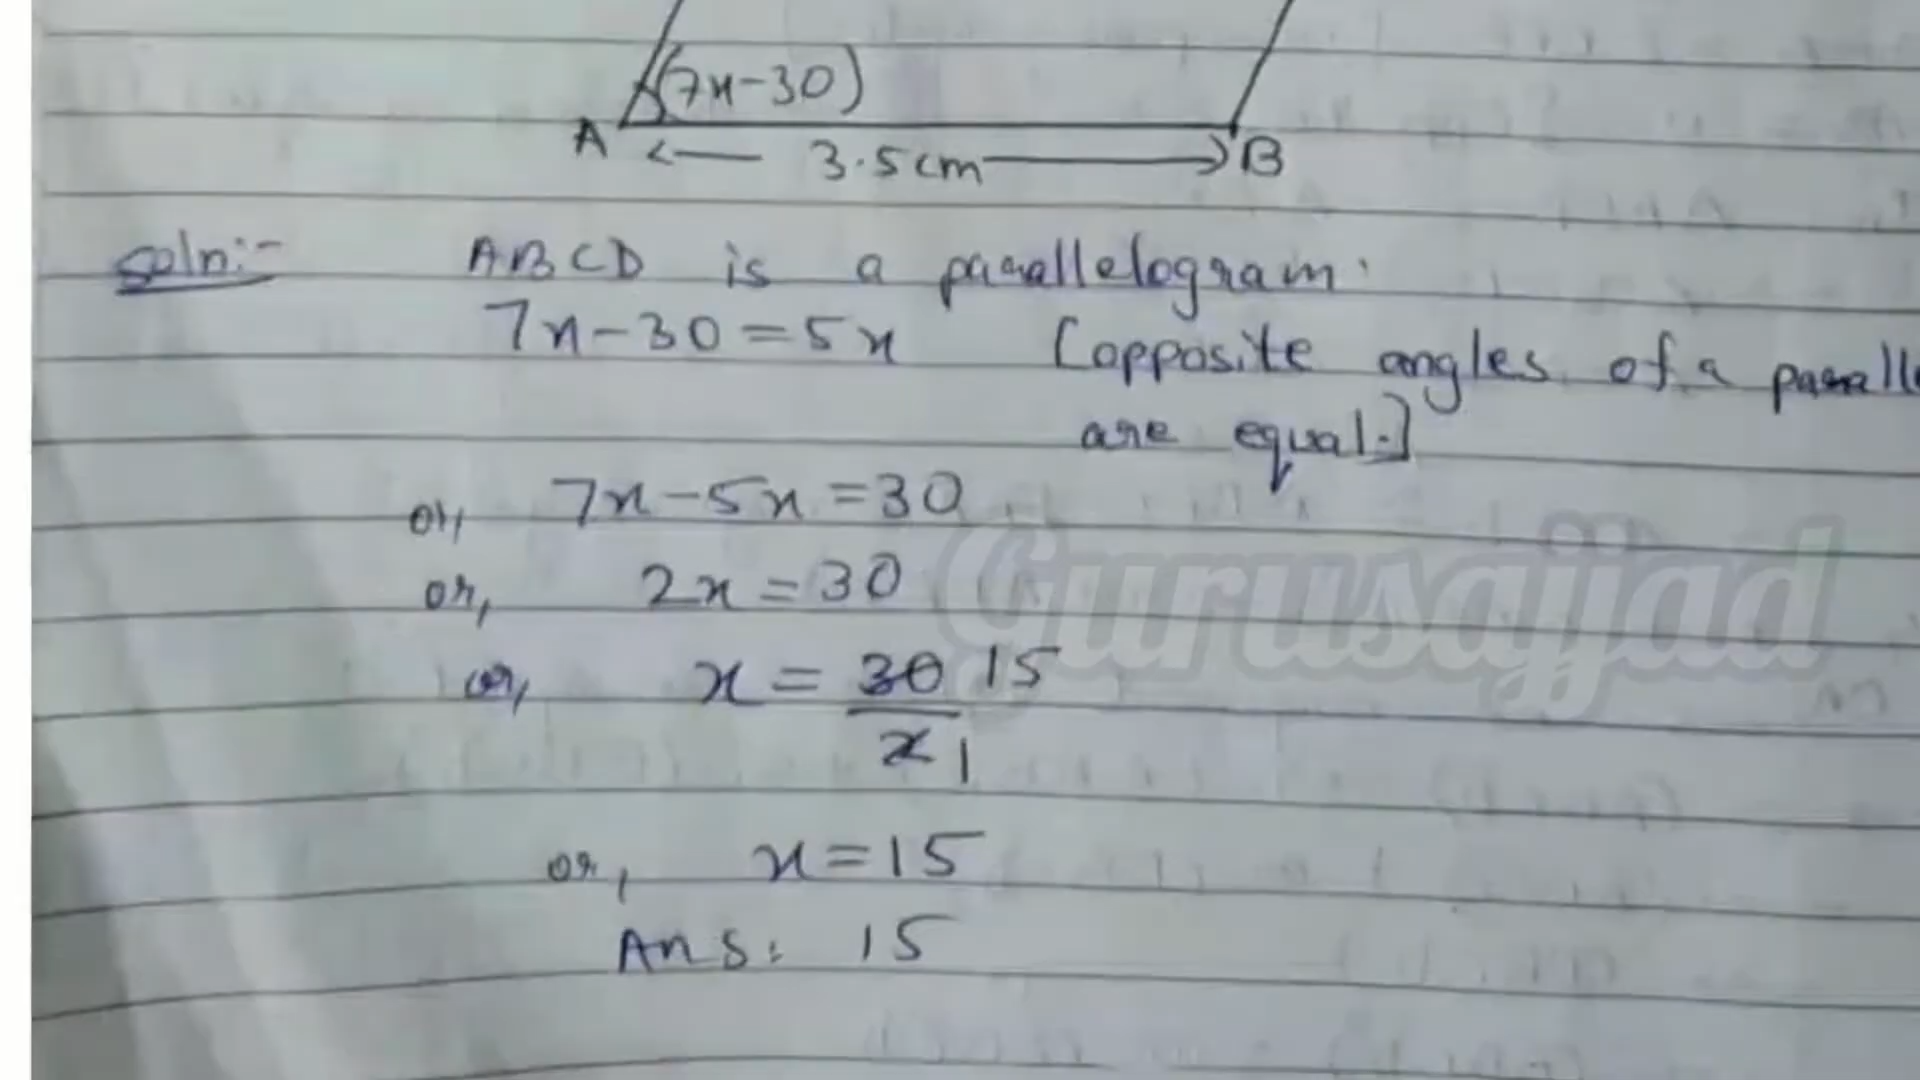 (7x-30)
A 3.5cm B
Soln:- ABCD is a parallelogram.
7x-30=5x [opposite angles of a
are equal.]
or, 7x-5x=30
or, 2x=30
or, x=30 15
2 1
or, x=15
Ans: 15
Gurusajjad